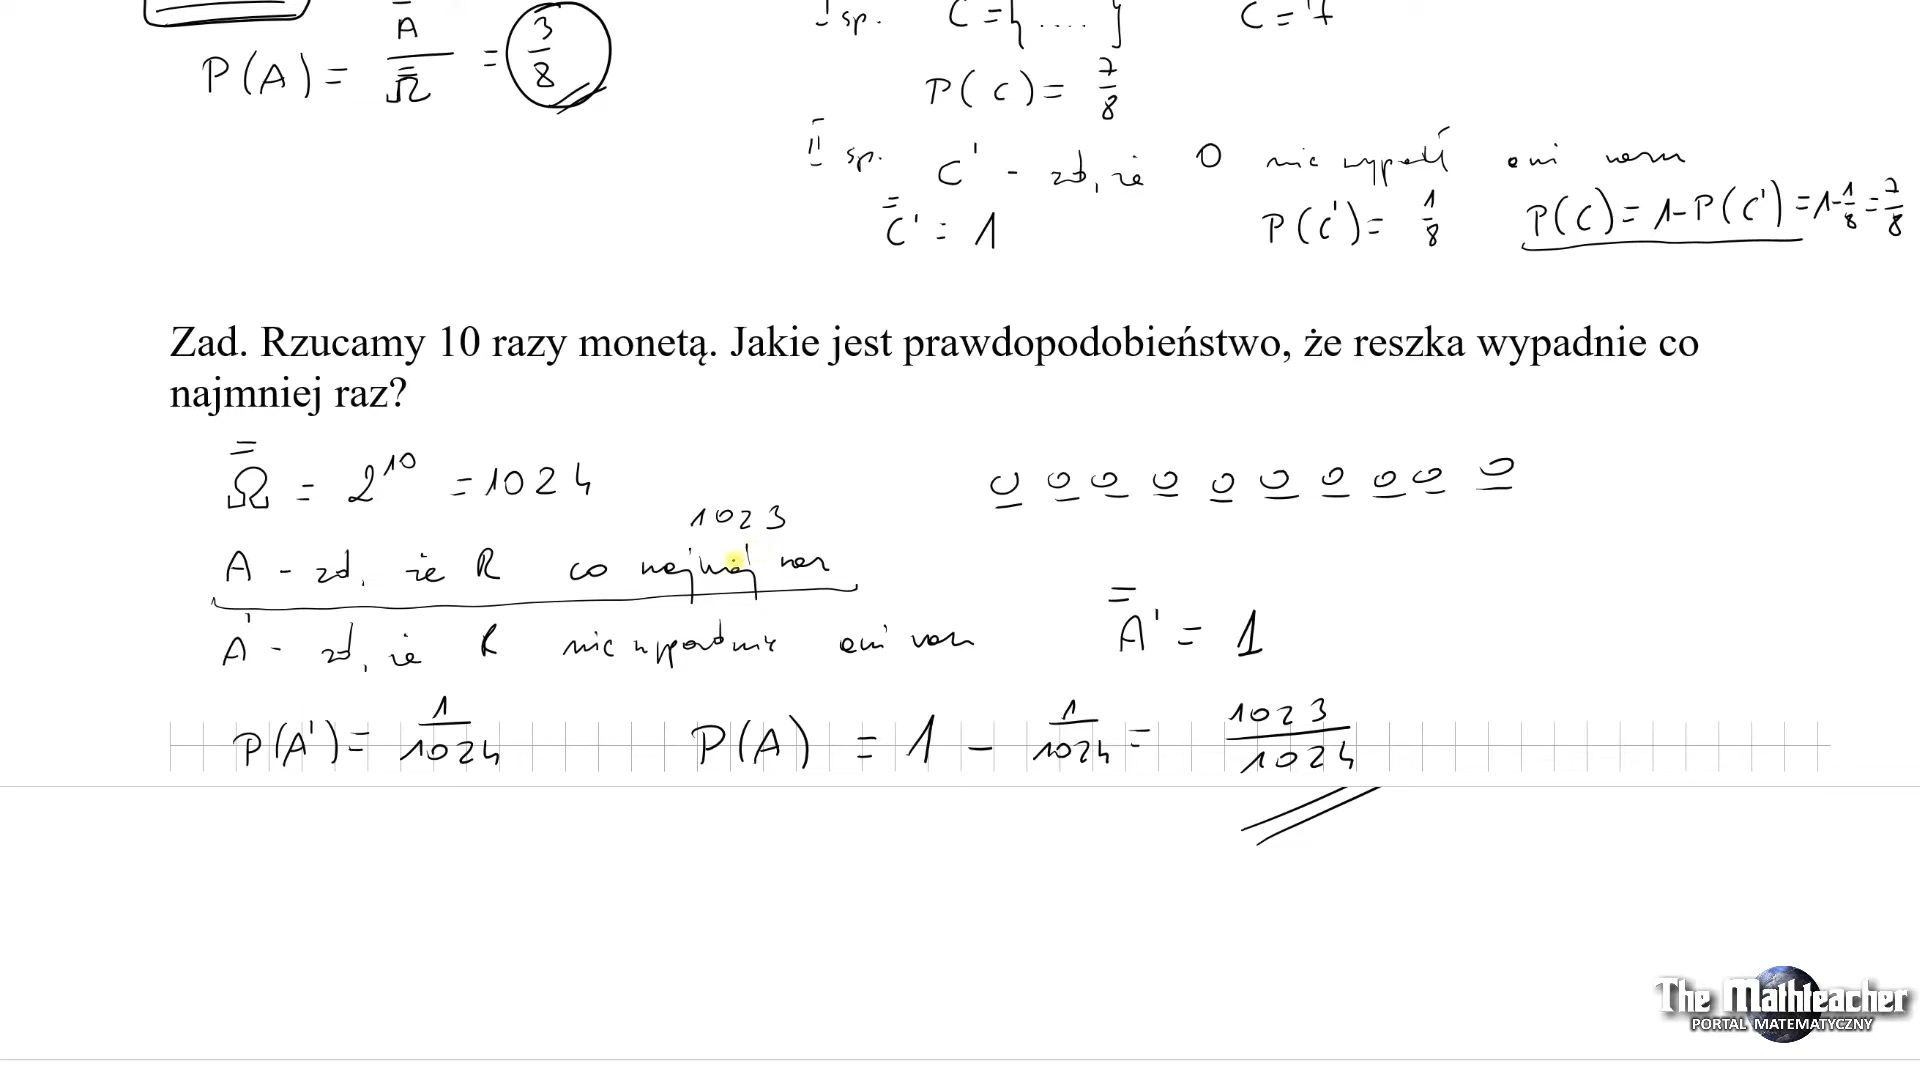 P(A) = A / Ω = 3/8
I sp. C = {....} C = 7
P(C) = 7/8
II sp. C' - zd, że O nie wypadł ani razu
C' = 1 P(C') = 1/8 P(C) = 1 - P(C') = 1 - 1/8 = 7/8
Zad. Rzucamy 10 razy monetą. Jakie jest prawdopodobieństwo, że reszka wypadnie co
najmniej raz?
Ω = 2^10 = 1024
O O O O O O O O O O
1023
A - zd, że R co najmniej raz
A' - zd, że R nie wypadnie ani razu
A' = 1
P(A') = 1/1024 P(A) = 1 - 1/1024 = 1023/1024
The Mathteacher
PORTAL MATEMATYCZNY